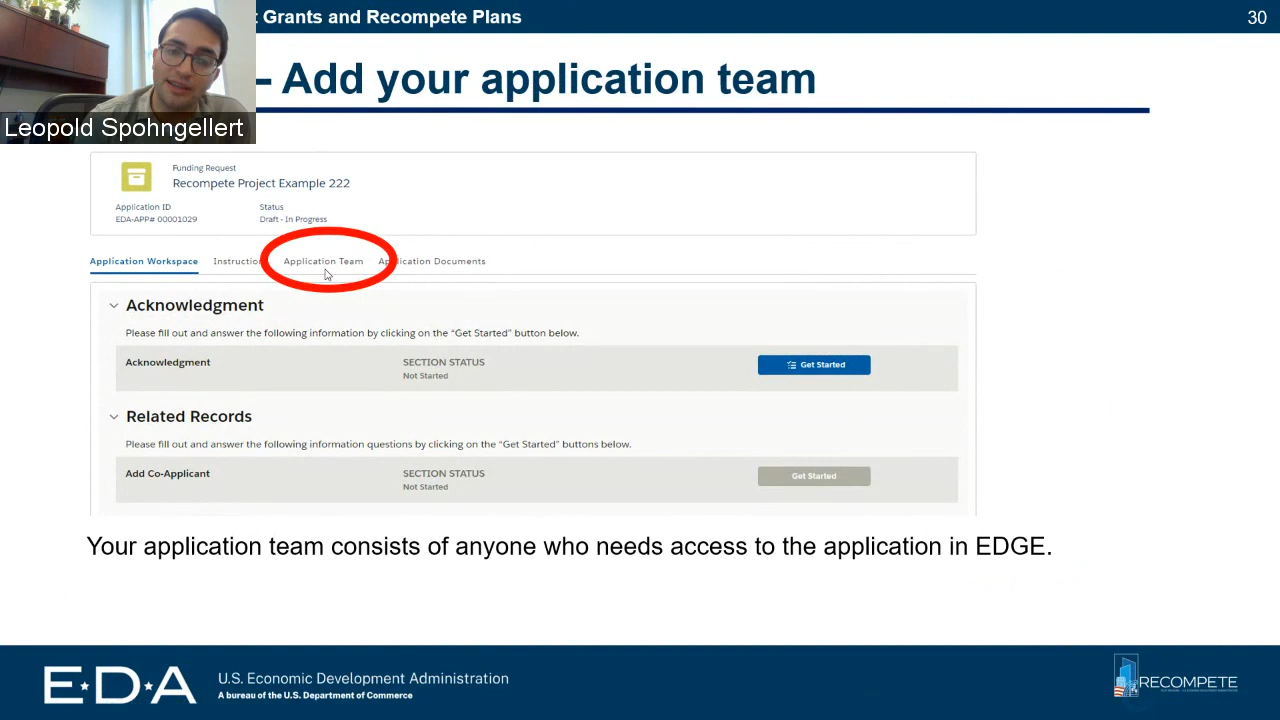 t Grants and Recompete Plans
30
– Add your application team
Leopold Spohngellert
Funding Request
Recompete Project Example 222
Application ID
Status
EDA-APP# 00001029
Draft - In Progress
Application Workspace
Instruction
Application Team
Application Documents
Acknowledgment
Please fill out and answer the following information by clicking on the “Get Started” button below.
Acknowledgment
SECTION STATUS
Get Started
Not Started
Related Records
Please fill out and answer the following information questions by clicking on the “Get Started” buttons below.
Add Co-Applicant
SECTION STATUS
Get Started
Not Started
Your application team consists of anyone who needs access to the application in EDGE.
EDA
U.S. Economic Development Administration
A bureau of the U.S. Department of Commerce
RECOMPETE